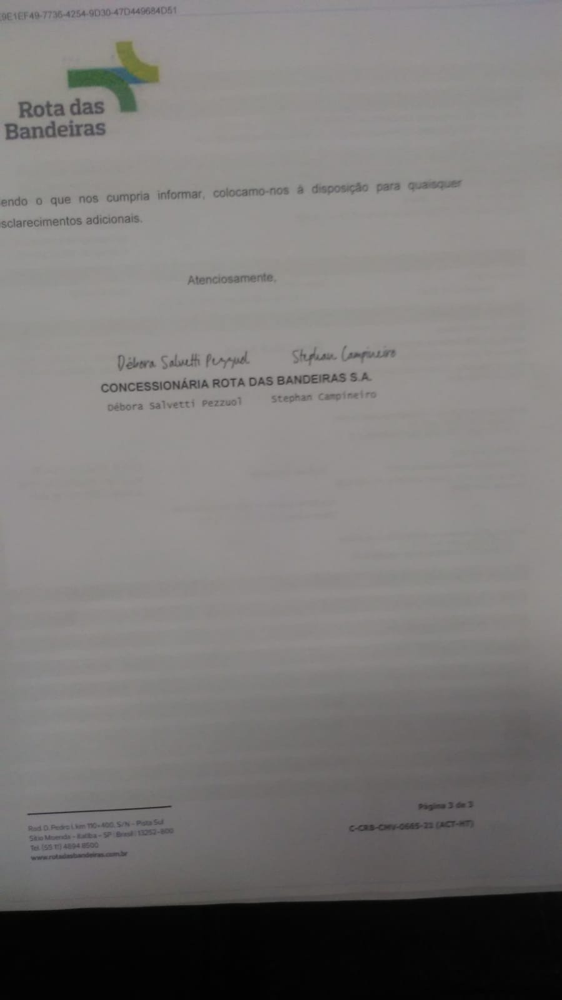 E9E1EF49-7736-4254-9D30-47D449684D51
Rota das
Bandeiras
endo o que nos cumpria informar, colocamo-nos à disposição para quaisquer
sclarecimentos adicionais.
Atenciosamente,
Débora Salvetti Pezzuol Stephan Campineiro
CONCESSIONÁRIA ROTA DAS BANDEIRAS S.A.
Débora Salvetti Pezzuol Stephan Campineiro
Rod. D. Pedro I, km 110+400, S/N - Pista Sul
Sítio Moenda - Itatiba - SP | Brasil | 13252-800
Tel. (55 11) 4894 8500
www.rotadasbandeiras.com.br
Página 3 de 3
C-CRB-CMV-0665-21 (ACT-HT)